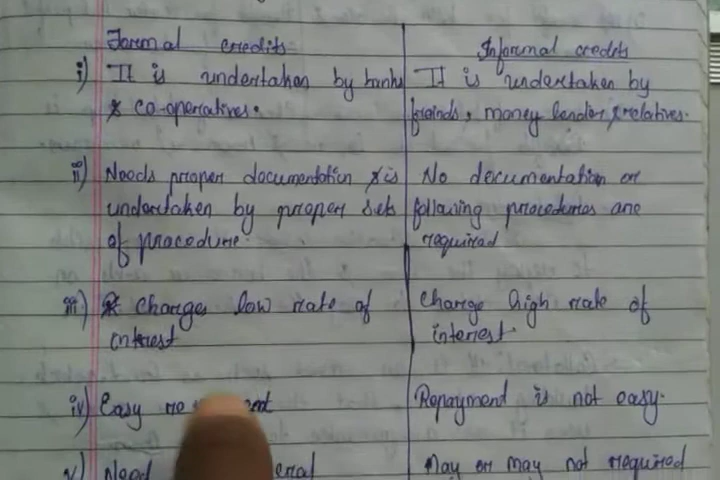 Formal credits
Informal credits
i) It is undertaken by banks
& co-operatives.
It is undertaken by
freinds, money lender, & relatives.
ii) Needs proper documentation & is
undertaken by proper sets
of procedure.
No documentation or
following procedures are
required
iii) Charges low rate of
interest
Charge high rate of
interest.
iv) Easy
Repayment is not easy.
v) Need
May or may not required